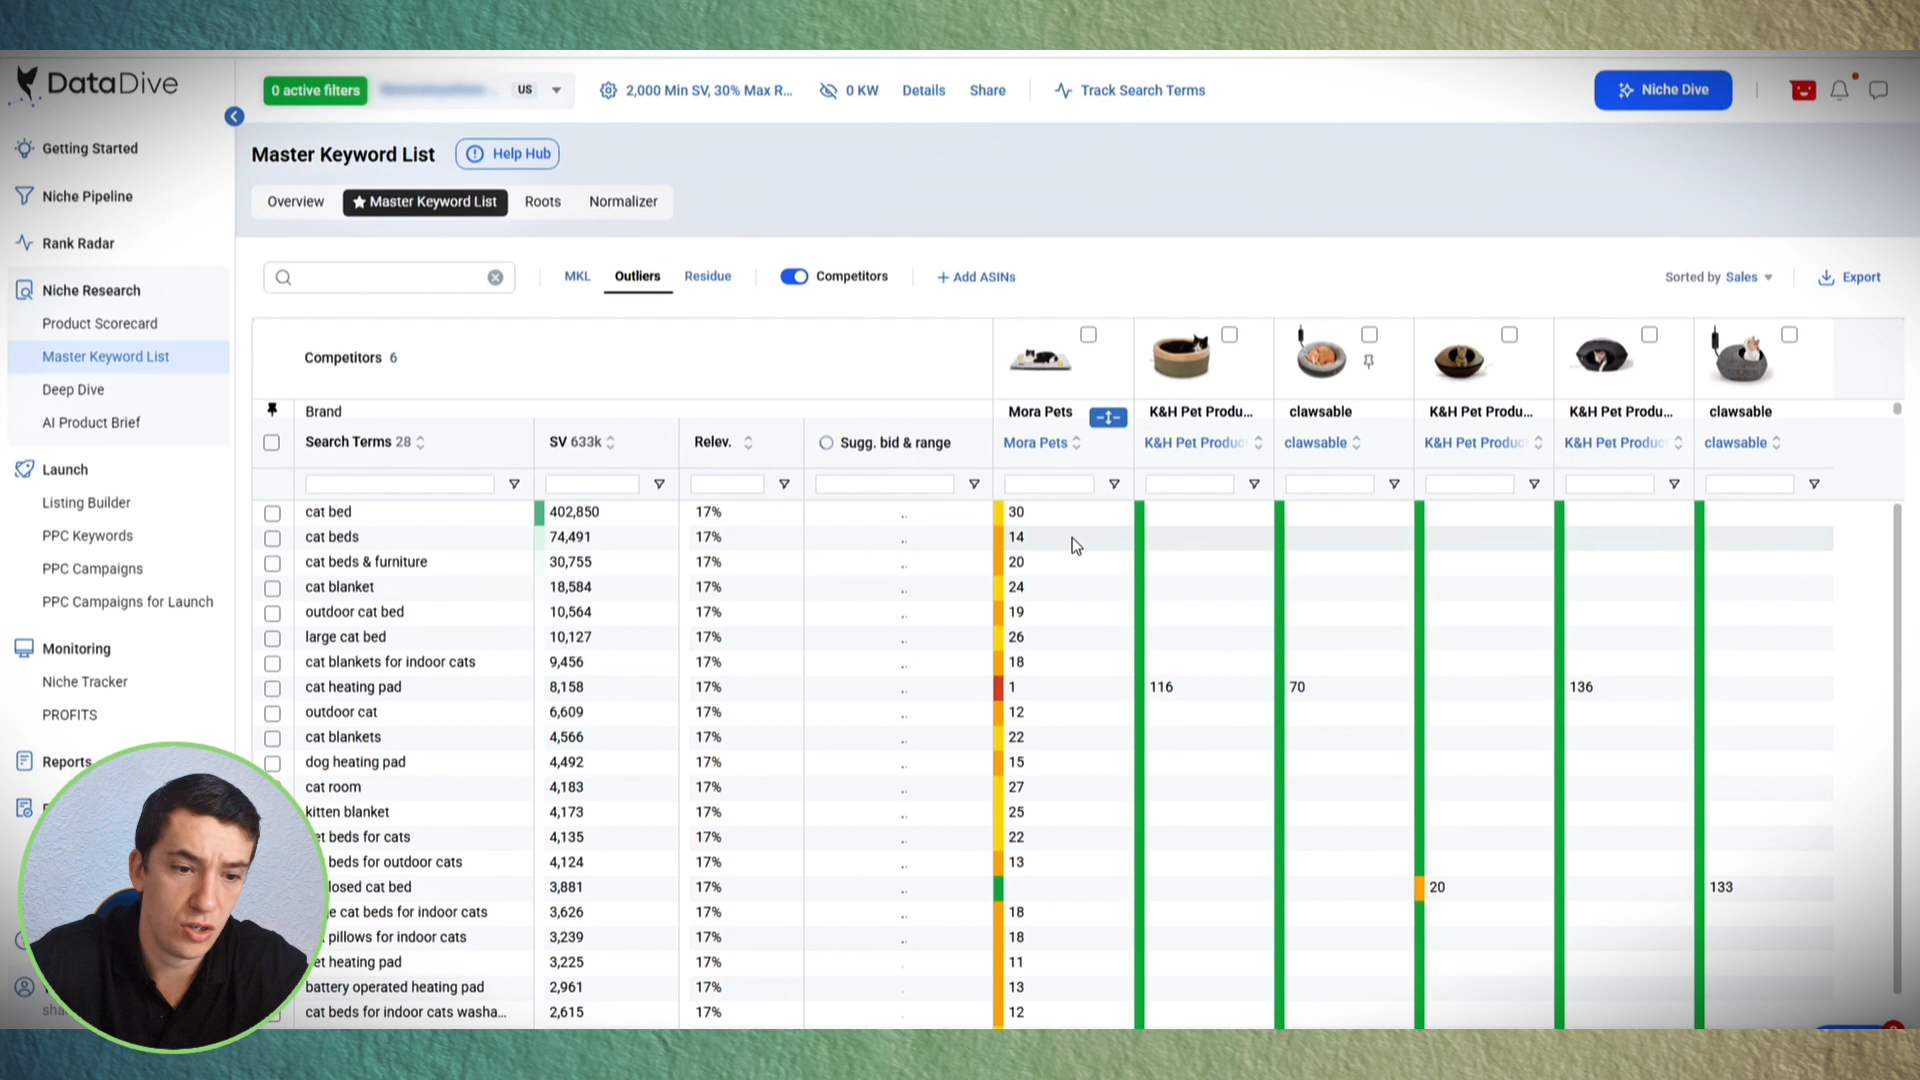 DataDive
0 active filters
US
2,000 Min SV, 30% Max R...
0 KW
Details
Share
Track Search Terms
Niche Dive
Getting Started
Niche Pipeline
Rank Radar
Niche Research
Product Scorecard
Master Keyword List
Deep Dive
AI Product Brief
Launch
Listing Builder
PPC Keywords
PPC Campaigns
PPC Campaigns for Launch
Monitoring
Niche Tracker
PROFITS
Reports
Master Keyword List
Help Hub
Overview
Master Keyword List
Roots
Normalizer
MKL
Outliers
Residue
Competitors
+ Add ASINs
Sorted by Sales
Export
Competitors 6
Brand Mora Pets K&H Pet Produ... clawsable K&H Pet Produ... K&H Pet Produ... clawsable
Search Terms 28 SV 633k Relev. Sugg. bid & range Mora Pets K&H Pet Produc clawsable K&H Pet Produc K&H Pet Produc clawsable
cat bed 402,850 17% .. 30
cat beds 74,491 17% .. 14
cat beds & furniture 30,755 17% .. 20
cat blanket 18,584 17% .. 24
outdoor cat bed 10,564 17% .. 19
large cat bed 10,127 17% .. 26
cat blankets for indoor cats 9,456 17% .. 18
cat heating pad 8,158 17% .. 1 116 70 136
outdoor cat 6,609 17% .. 12
cat blankets 4,566 17% .. 22
dog heating pad 4,492 17% .. 15
cat room 4,183 17% .. 27
kitten blanket 4,173 17% .. 25
et beds for cats 4,135 17% .. 22
beds for outdoor cats 4,124 17% .. 13
losed cat bed 3,881 17% .. 20 133
e cat beds for indoor cats 3,626 17% .. 18
pillows for indoor cats 3,239 17% .. 18
et heating pad 3,225 17% . 11
battery operated heating pad 2,961 17% . 13
cat beds for indoor cats washa... 2,615 17% . 12